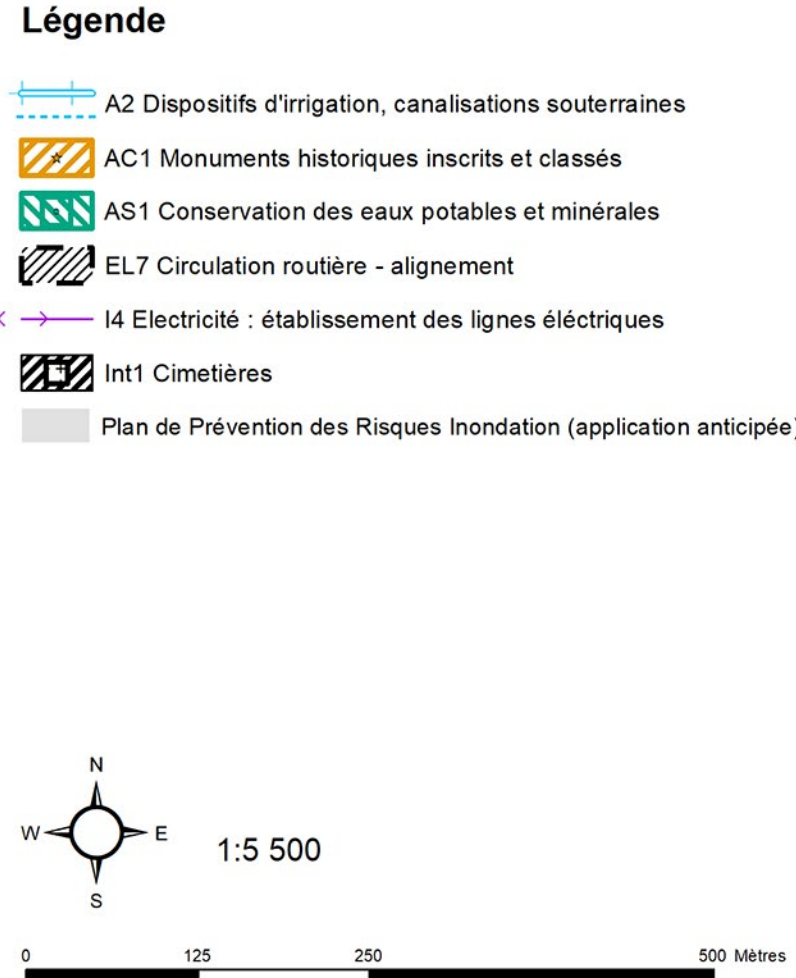 Légende
A2 Dispositifs d'irrigation, canalisations souterraines
AC1 Monuments historiques inscrits et classés
AS1 Conservation des eaux potables et minérales
EL7 Circulation routière - alignement
I4 Electricité : établissement des lignes éléctriques
Int1 Cimetières
Plan de Prévention des Risques Inondation (application anticipée)
N
W E
1:5 500
S
0 125 250 500 Mètres